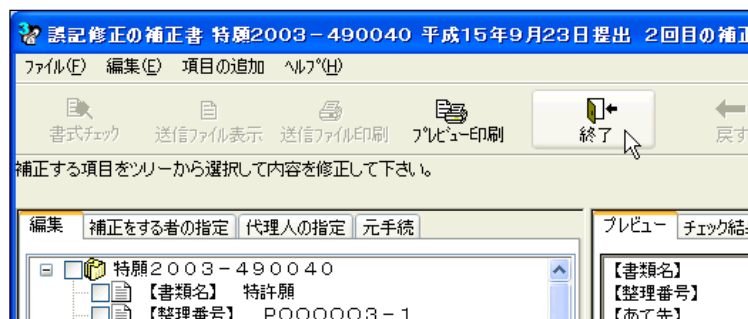 誤記修正の補正書 特願2003－490040 平成15年9月23日提出 2回目の補正
ファイル(F) 編集(E) 項目の追加 ヘルプ(H)
書式チェック 送信ファイル表示 送信ファイル印刷 プレビュー印刷 終了 戻す
補正する項目をツリーから選択して内容を修正して下さい。
編集 補正をする者の指定 代理人の指定 元手続 プレビュー チェック結果
特願２００３－４９００４０ 【書類名】
【書類名】 特許願 【整理番号】
【整理番号】 Ｐ０００００３－１ 【あて先】